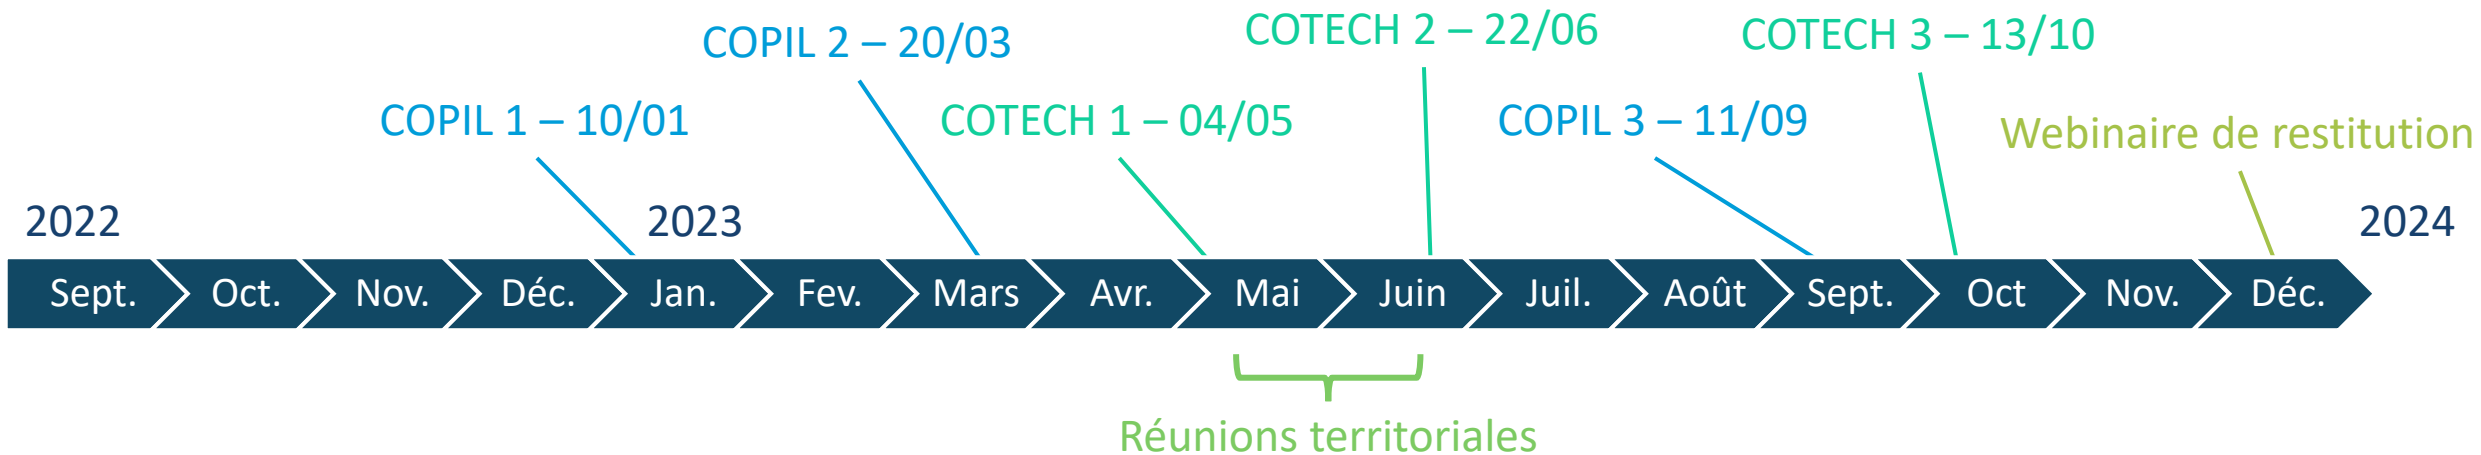 COTECH 2 – 22/06
COTECH 3 – 13/10
COPIL 2 – 20/03
COPIL 1 – 10/01
COTECH 1 – 04/05
COPIL 3 – 11/09
Webinaire de restitution
2022
2023
2024
Sept.
Oct.
Nov.
Déc.
Jan.
Fev.
Mars
Avr.
Mai
Juin
Juil.
Août
Sept.
Oct
Nov.
Déc.
Réunions territoriales